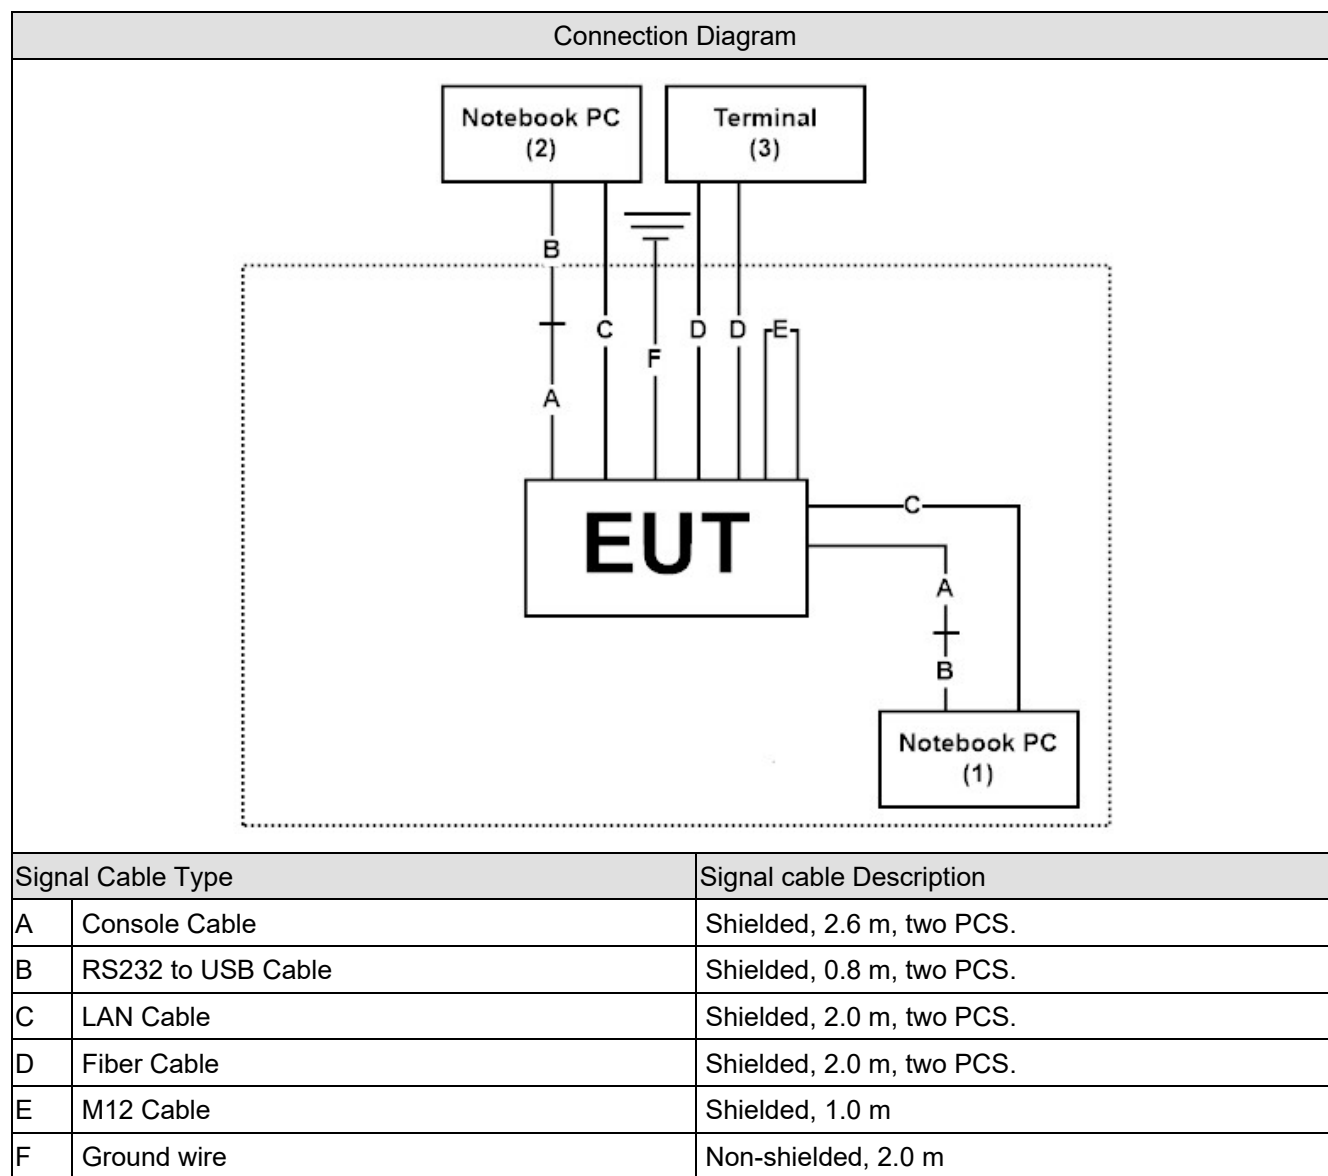 Connection Diagram
Notebook PC
(2)
Terminal
(3)
B
C
D
D
E
F
A
EUT
C
A
B
Notebook PC
(1)
Signal Cable Type Signal cable Description
A Console Cable Shielded, 2.6 m, two PCS.
B RS232 to USB Cable Shielded, 0.8 m, two PCS.
C LAN Cable Shielded, 2.0 m, two PCS.
D Fiber Cable Shielded, 2.0 m, two PCS.
E M12 Cable Shielded, 1.0 m
F Ground wire Non-shielded, 2.0 m